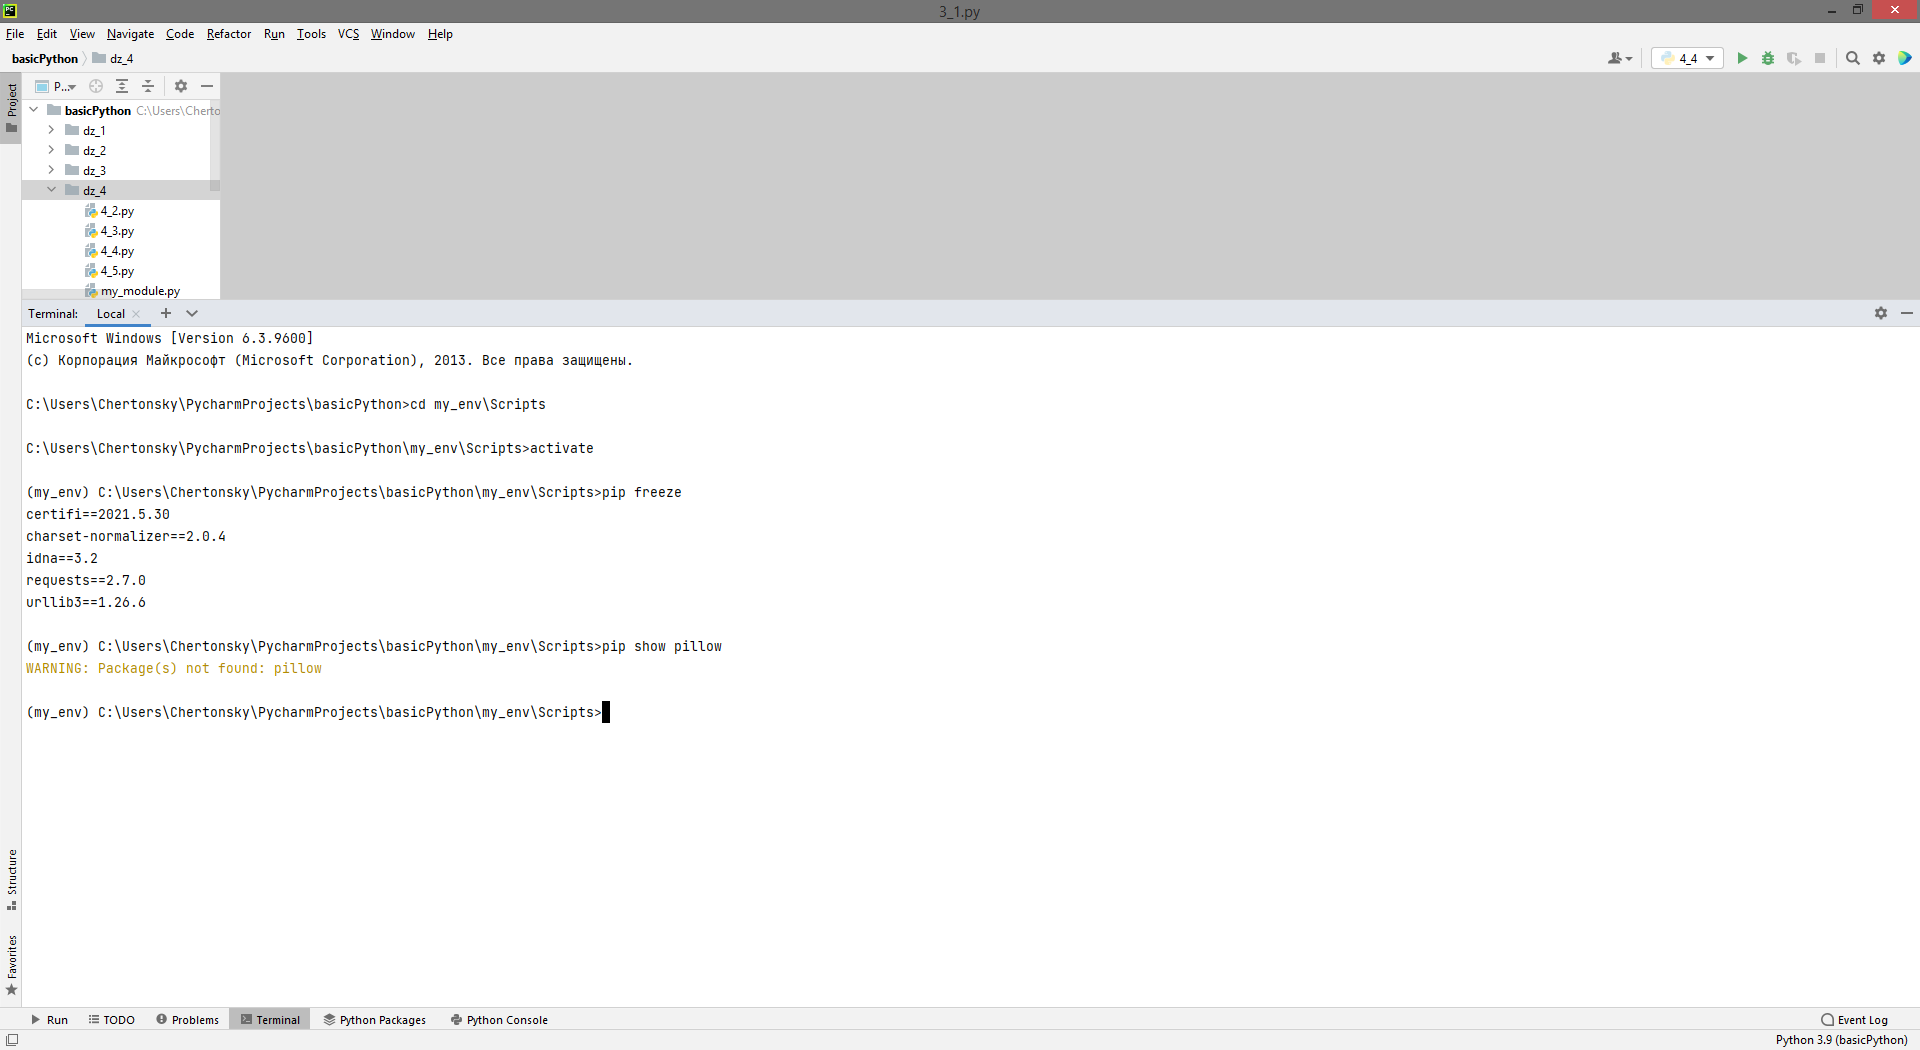 3_1.py
File Edit View Navigate Code Refactor Run Tools VCS Window Help
basicPython dz_4
4_4
Project
P...
basicPython C:\Users\Cherto
dz_1
dz_2
dz_3
dz_4
4_2.py
4_3.py
4_4.py
4_5.py
my_module.py
Terminal: Local
Microsoft Windows [Version 6.3.9600]
(c) Корпорация Майкрософт (Microsoft Corporation), 2013. Все права защищены.
C:\Users\Chertonsky\PycharmProjects\basicPython>cd my_env\Scripts
C:\Users\Chertonsky\PycharmProjects\basicPython\my_env\Scripts>activate
(my_env) C:\Users\Chertonsky\PycharmProjects\basicPython\my_env\Scripts>pip freeze
certifi==2021.5.30
charset-normalizer==2.0.4
idna==3.2
requests==2.7.0
urllib3==1.26.6
(my_env) C:\Users\Chertonsky\PycharmProjects\basicPython\my_env\Scripts>pip show pillow
WARNING: Package(s) not found: pillow
(my_env) C:\Users\Chertonsky\PycharmProjects\basicPython\my_env\Scripts>
Structure
Favorites
Run TODO Problems Terminal Python Packages Python Console Event Log
Python 3.9 (basicPython)